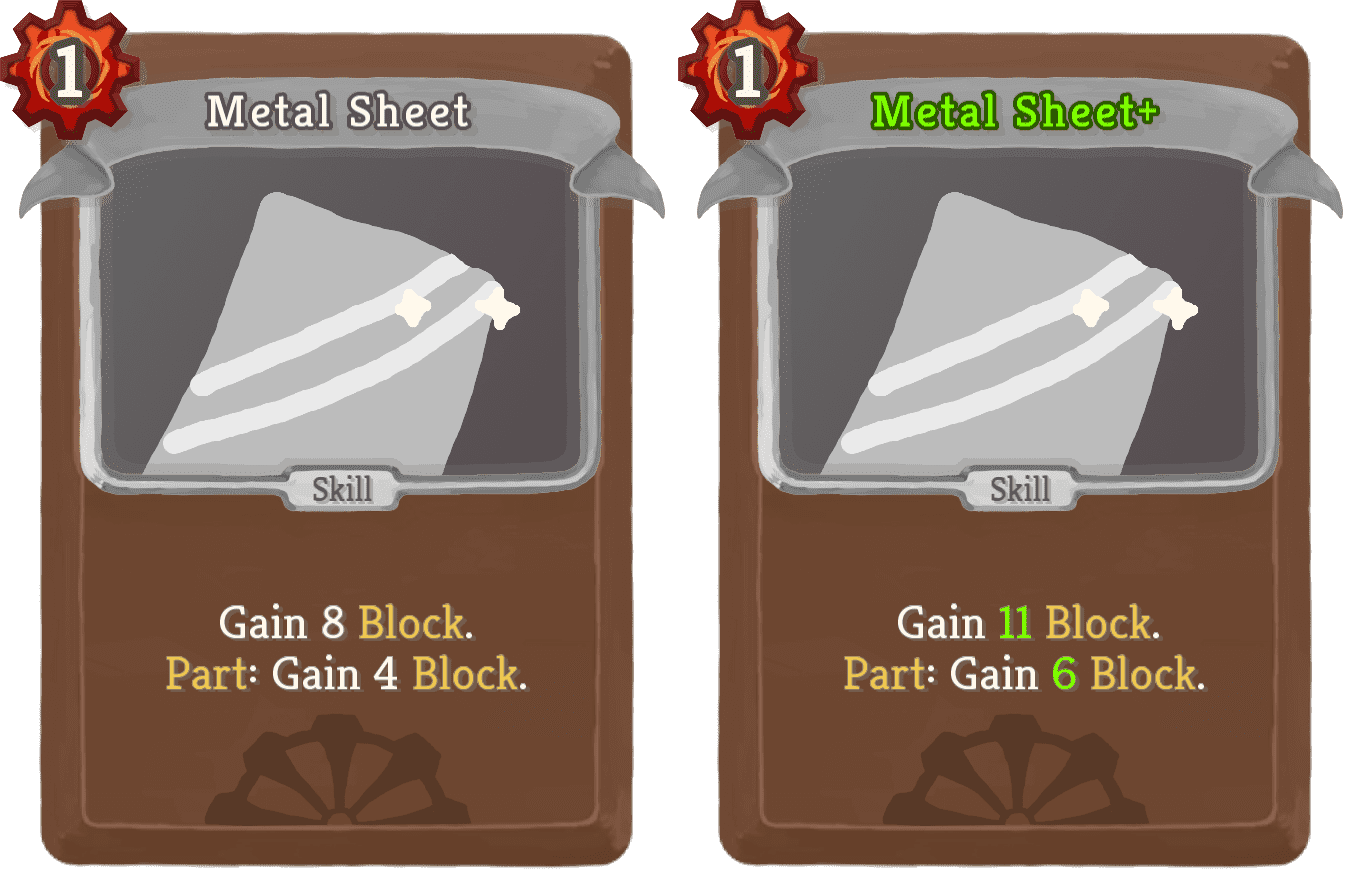 1
Metal Sheet
Skill
Gain 8 Block.
Part: Gain 4 Block.
1
Metal Sheet+
Skill
Gain 11 Block.
Part: Gain 6 Block.